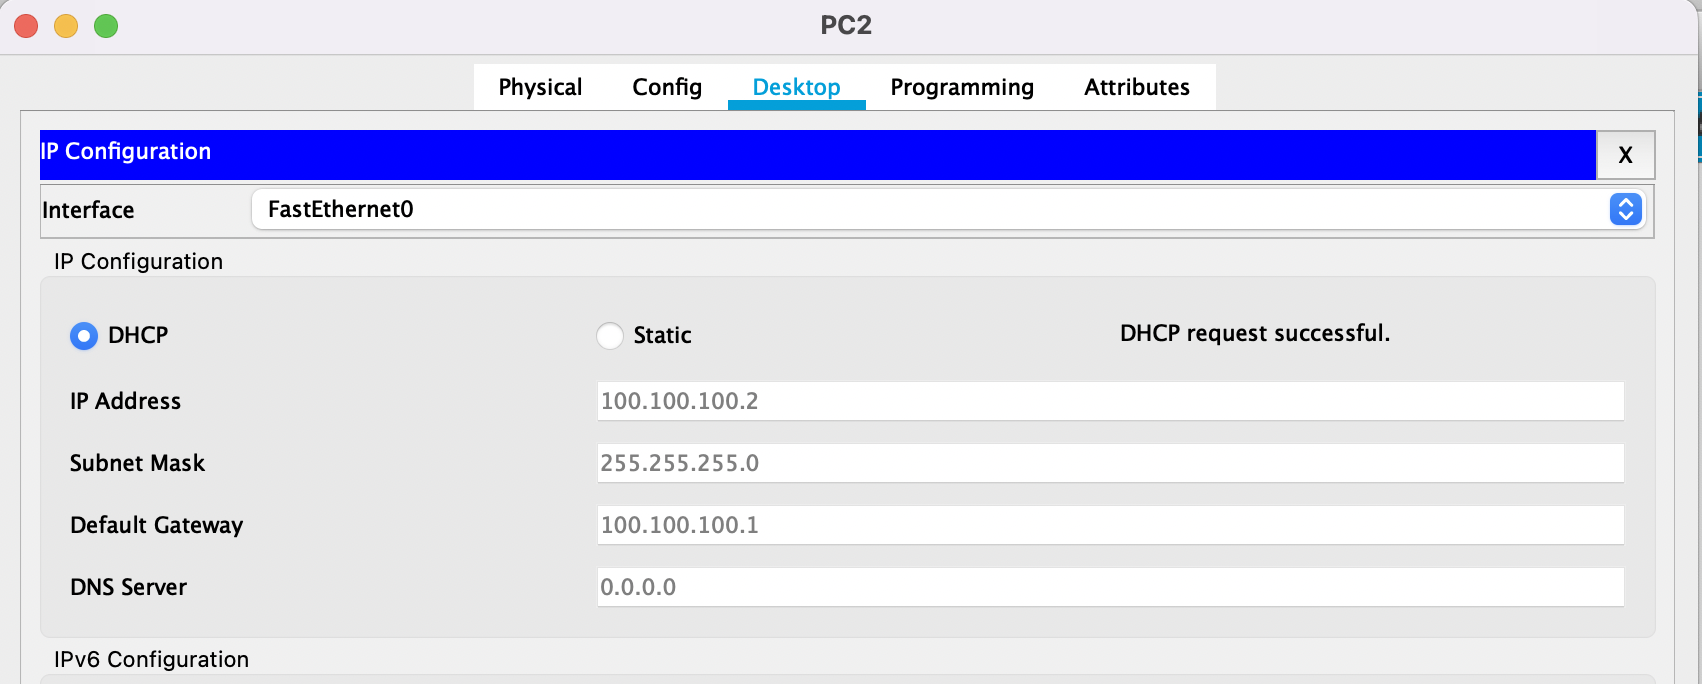 PC2
Physical Config Desktop Programming Attributes
IP Configuration X
Interface FastEthernet0
IP Configuration
DHCP Static DHCP request successful.
IP Address 100.100.100.2
Subnet Mask 255.255.255.0
Default Gateway 100.100.100.1
DNS Server 0.0.0.0
IPv6 Configuration